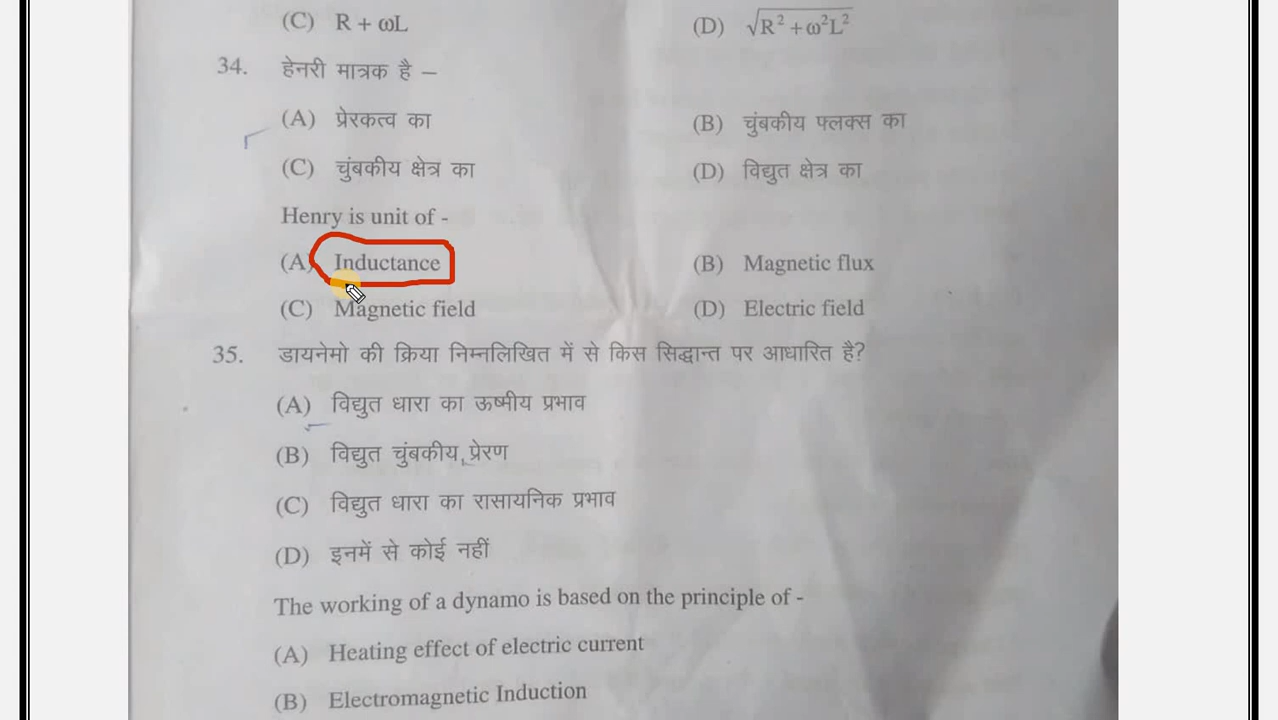 (C) R + ωL (D) √R² + ω²L²
34. हेनरी मात्रक है –
(A) प्रेरकत्व का (B) चुंबकीय फ्लक्स का
(C) चुंबकीय क्षेत्र का (D) विद्युत क्षेत्र का
Henry is unit of -
(A) Inductance (B) Magnetic flux
(C) Magnetic field (D) Electric field
35. डायनेमो की क्रिया निम्नलिखित में से किस सिद्धान्त पर आधारित है?
(A) विद्युत धारा का ऊष्मीय प्रभाव
(B) विद्युत चुंबकीय प्रेरण
(C) विद्युत धारा का रासायनिक प्रभाव
(D) इनमें से कोई नहीं
The working of a dynamo is based on the principle of -
(A) Heating effect of electric current
(B) Electromagnetic Induction